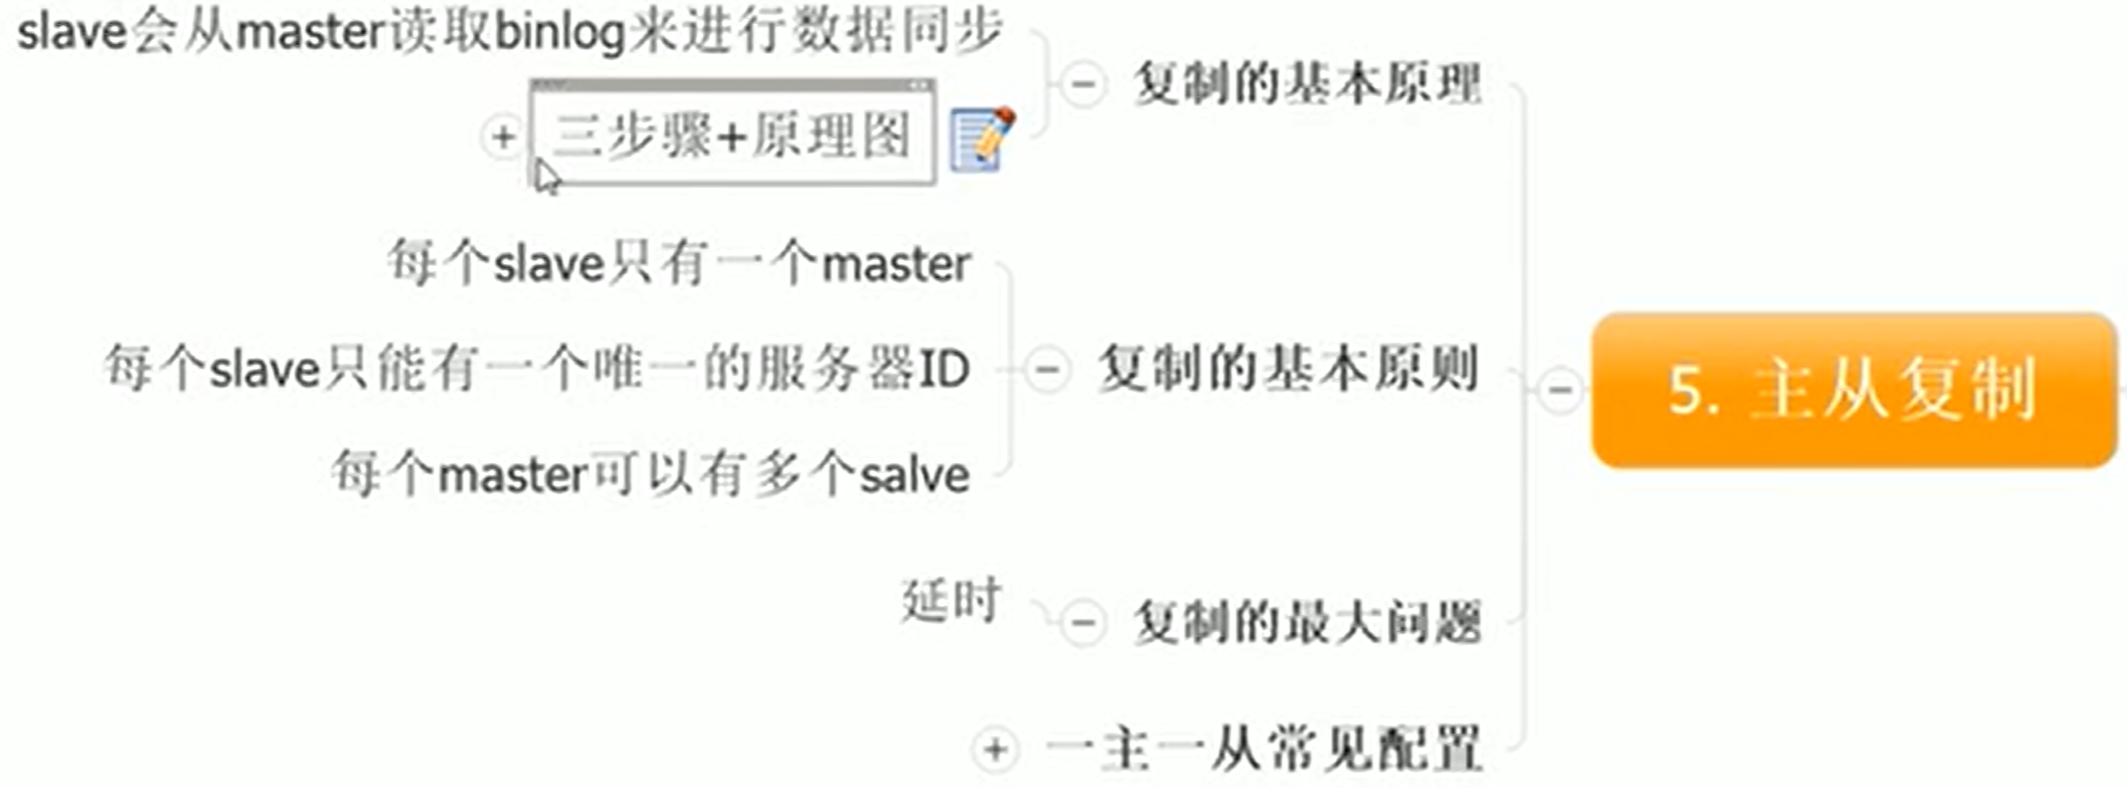 slave会从master读取binlog来进行数据同步
复制的基本原理
三步骤+原理图
每个slave只有一个master
每个slave只能有一个唯一的服务器ID
复制的基本原则
5. 主从复制
每个master可以有多个salve
延时
复制的最大问题
一主一从常见配置